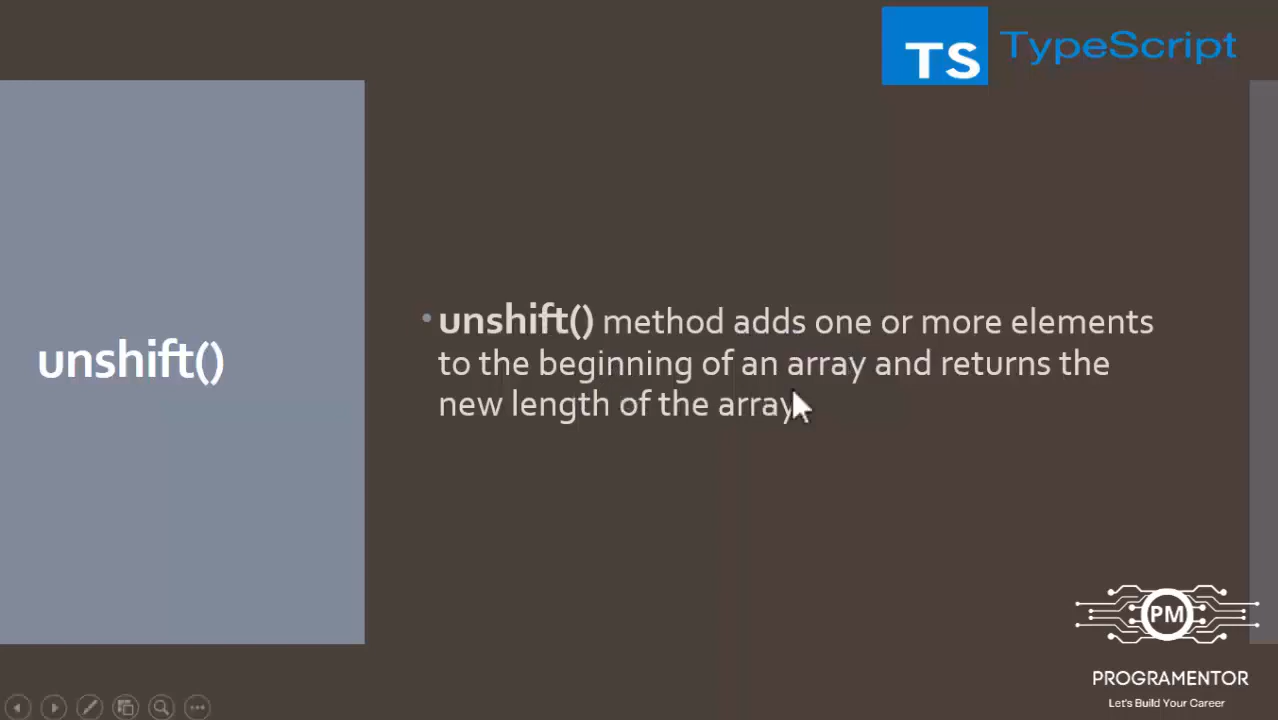 TS TypeScript
unshift()
• unshift() method adds one or more elements
to the beginning of an array and returns the
new length of the array
PM
PROGRAMENTOR
Let's Build Your Career